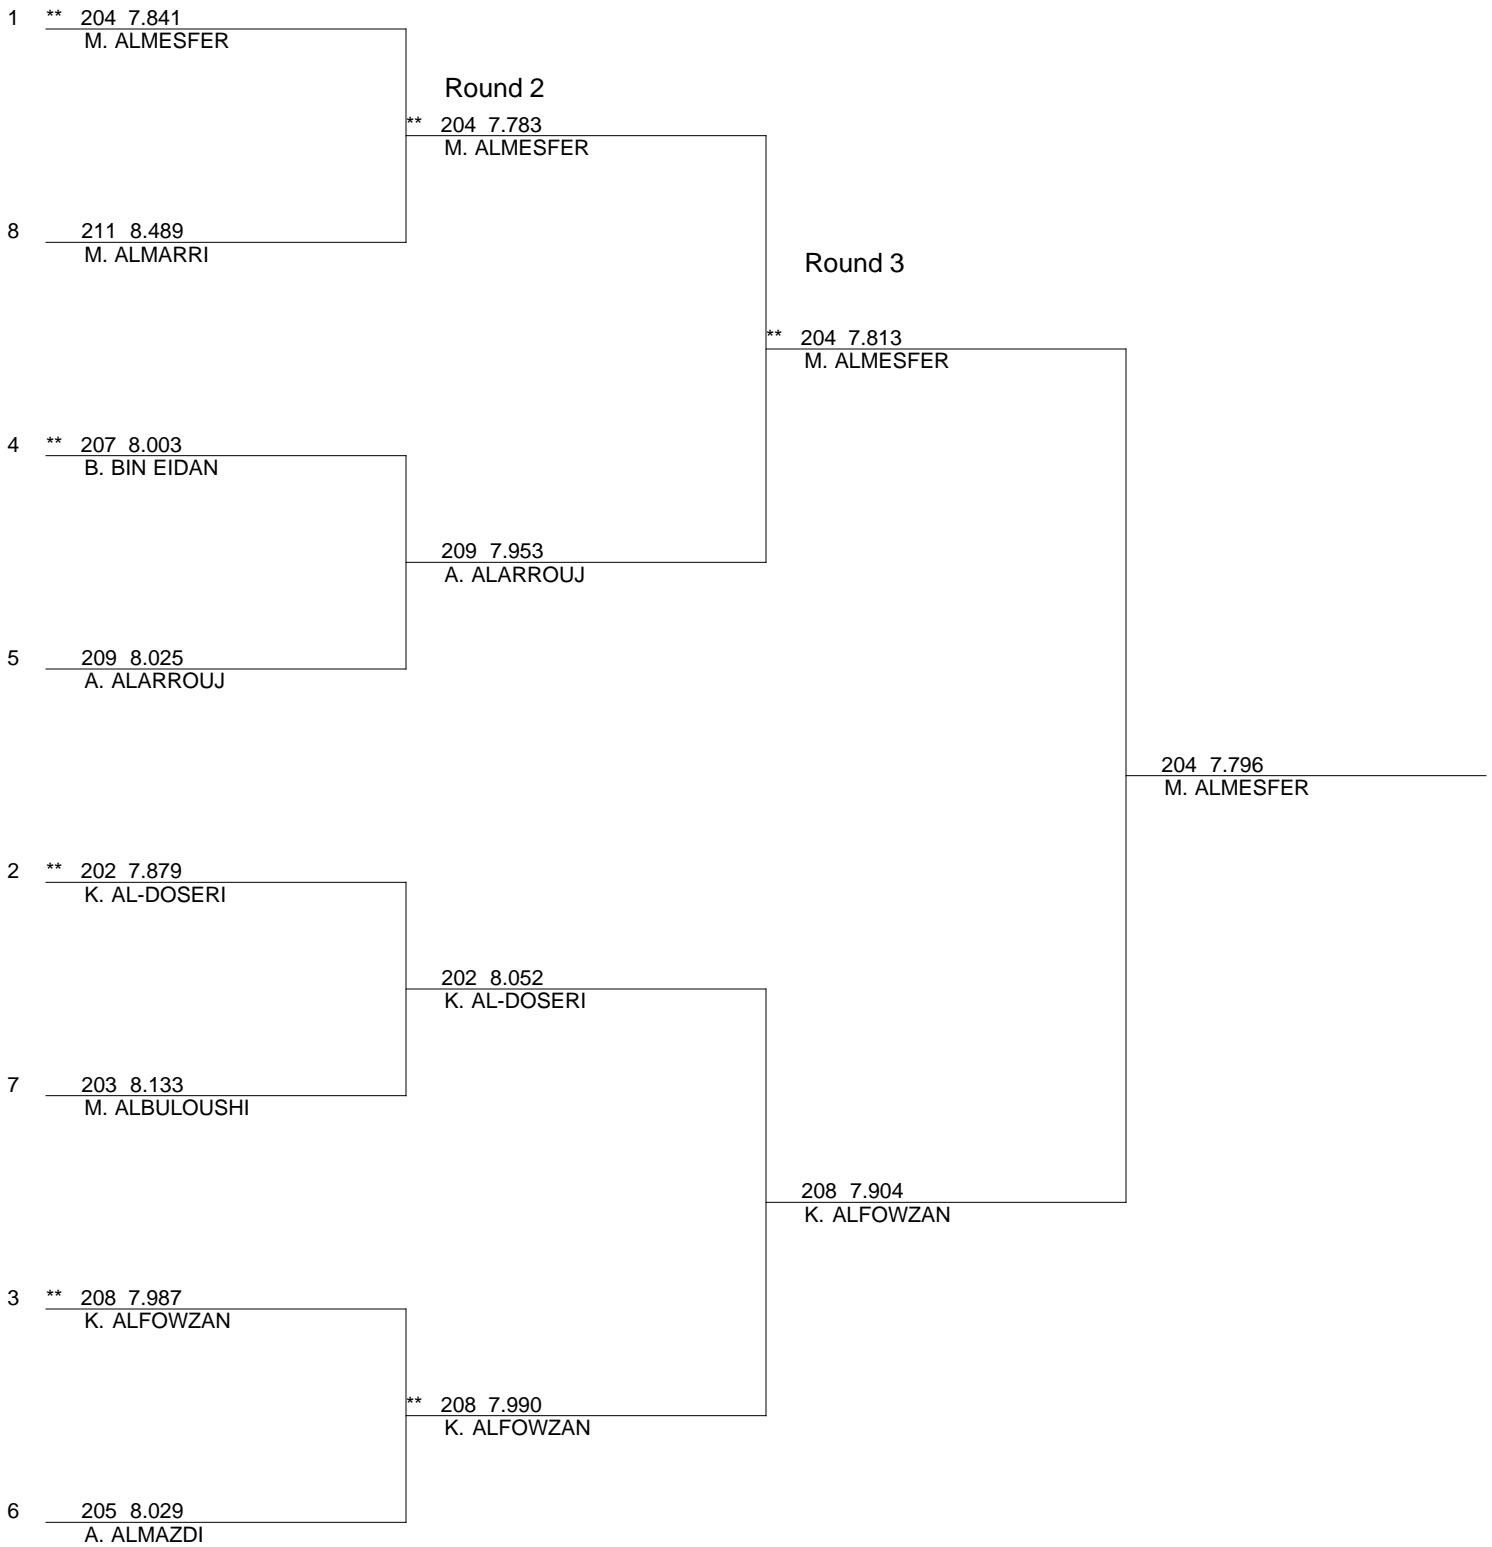 1 ** 204 7.841
M. ALMESFER
Round 2
** 204 7.783
M. ALMESFER
8 211 8.489
M. ALMARRI
Round 3
** 204 7.813
M. ALMESFER
4 ** 207 8.003
B. BIN EIDAN
209 7.953
A. ALARROUJ
5 209 8.025
A. ALARROUJ
204 7.796
M. ALMESFER
2 ** 202 7.879
K. AL-DOSERI
202 8.052
K. AL-DOSERI
7 203 8.133
M. ALBULOUSHI
208 7.904
K. ALFOWZAN
3 ** 208 7.987
K. ALFOWZAN
** 208 7.990
K. ALFOWZAN
6 205 8.029
A. ALMAZDI